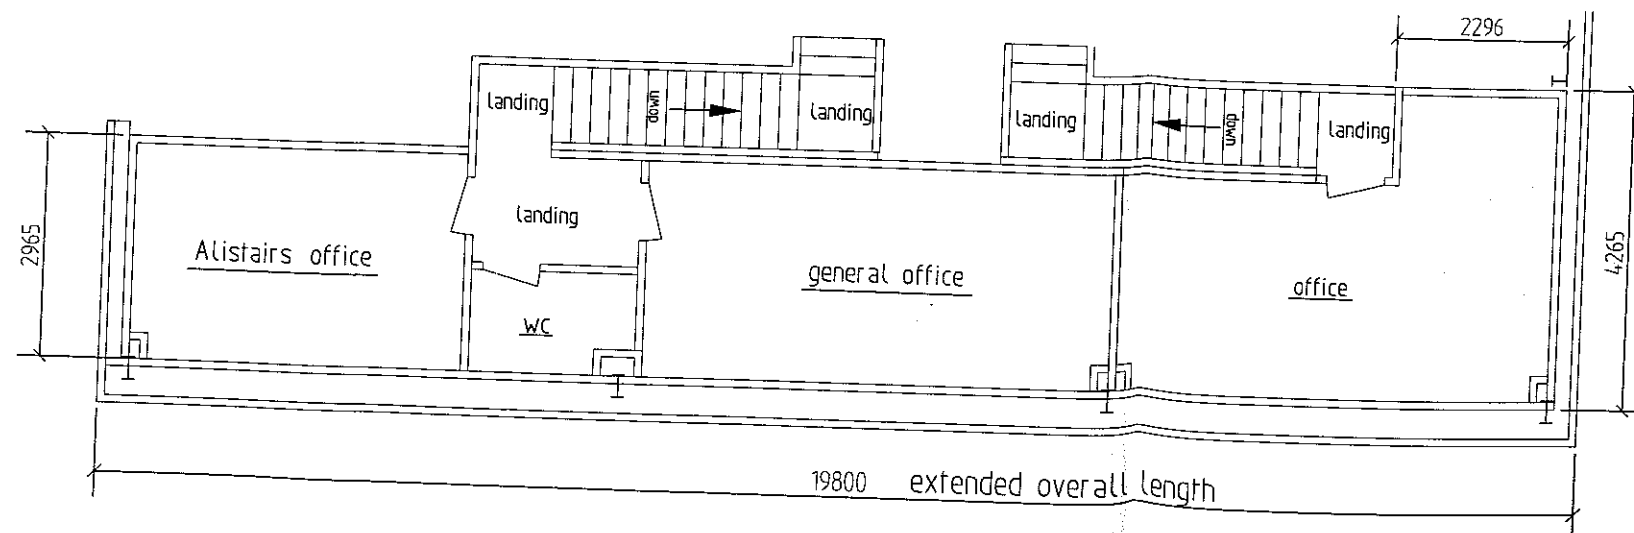 2296
landing
down
landing
landing
down
landing
landing
2965
Alistairs office
general office
office
4265
WC
19800 extended overall length